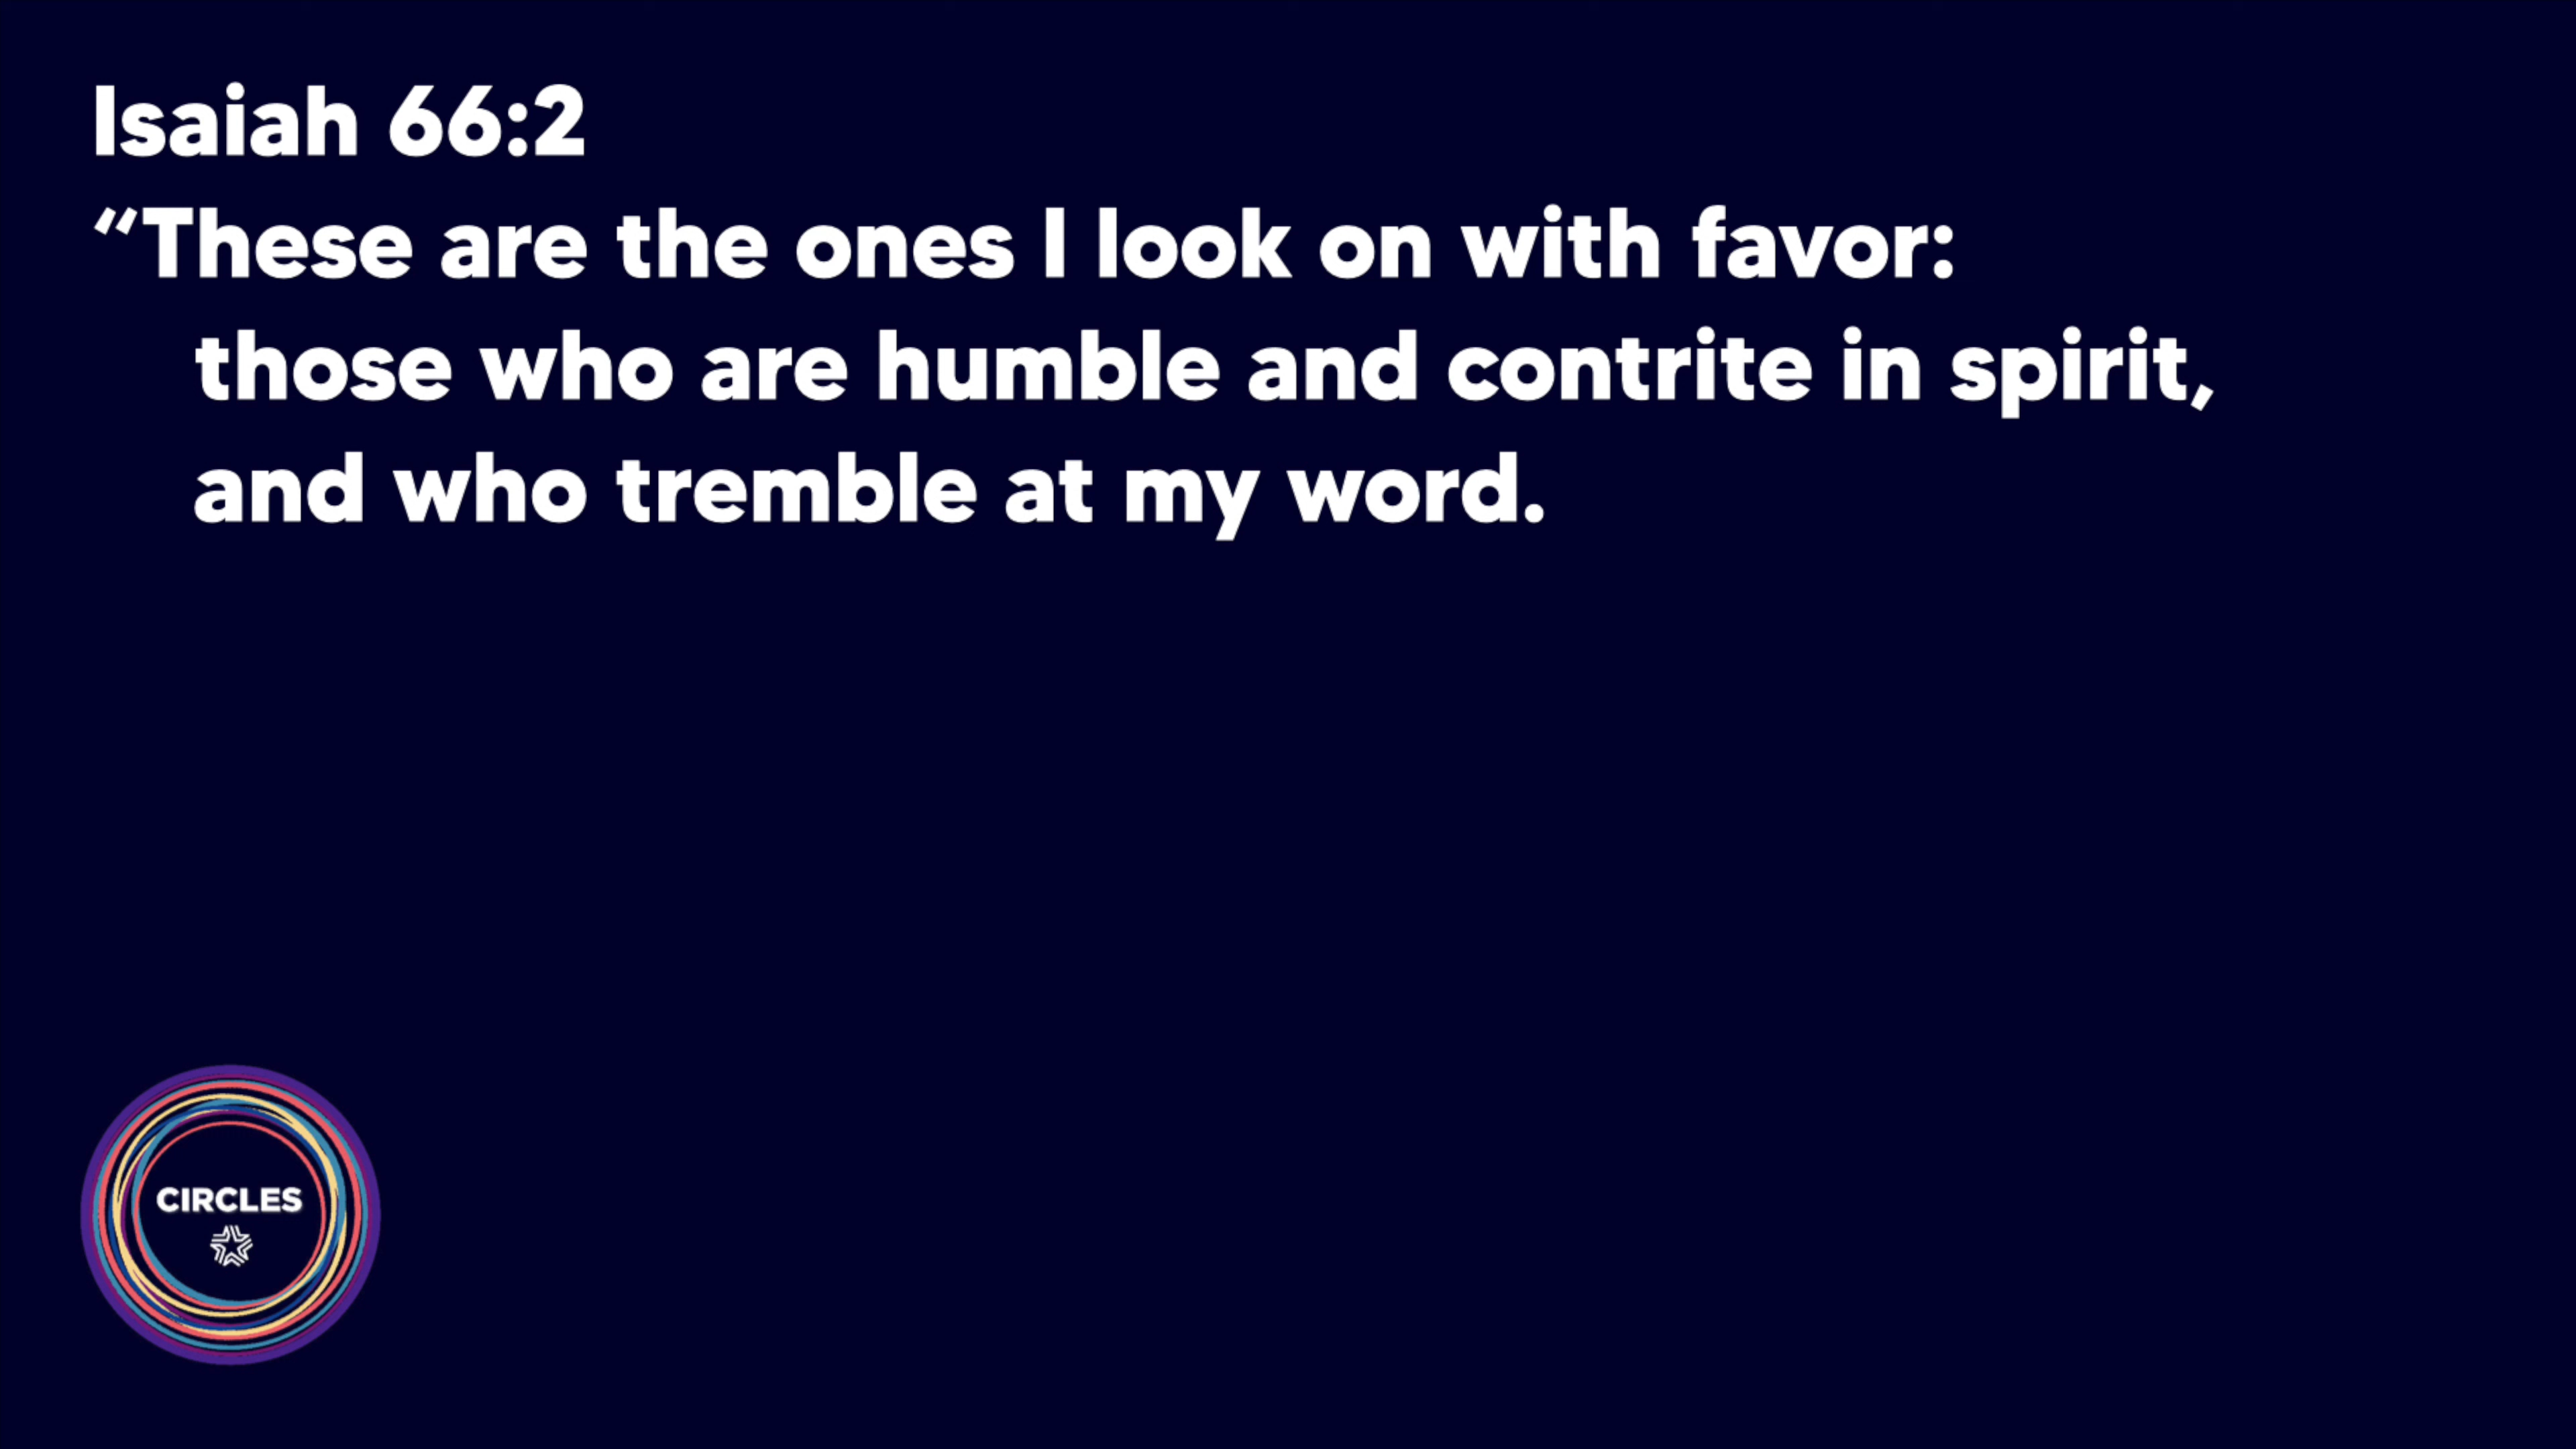 Isaiah 66:2
“These are the ones I look on with favor:
those who are humble and contrite in spirit,
and who tremble at my word.
CIRCLES